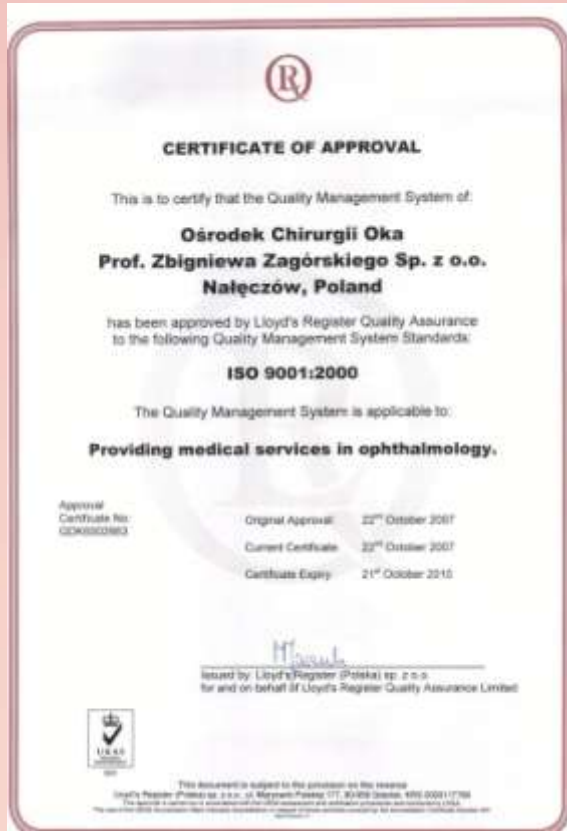 CERTIFICATE OF APPROVAL
This is to certify that the Quality Management System of:
Ośrodek Chirurgii Oka
Prof. Zbigniewa Zagórskiego Sp. z o.o.
Nałęczów, Poland
has been approved by Lloyd's Register Quality Assurance
to the following Quality Management System Standards:
ISO 9001:2000
The Quality Management System is applicable to:
Providing medical services in ophthalmology.
Approval
Certificate No:
Original Approval: 22nd October 2007
Current Certificate: 22nd October 2007
Certificate Expiry: 21st October 2010
Issued by: Lloyd's Register (Polska) sp. z o.o.
for and on behalf of Lloyd's Register Quality Assurance Limited
UKAS
This document is subject to the provision on the reverse